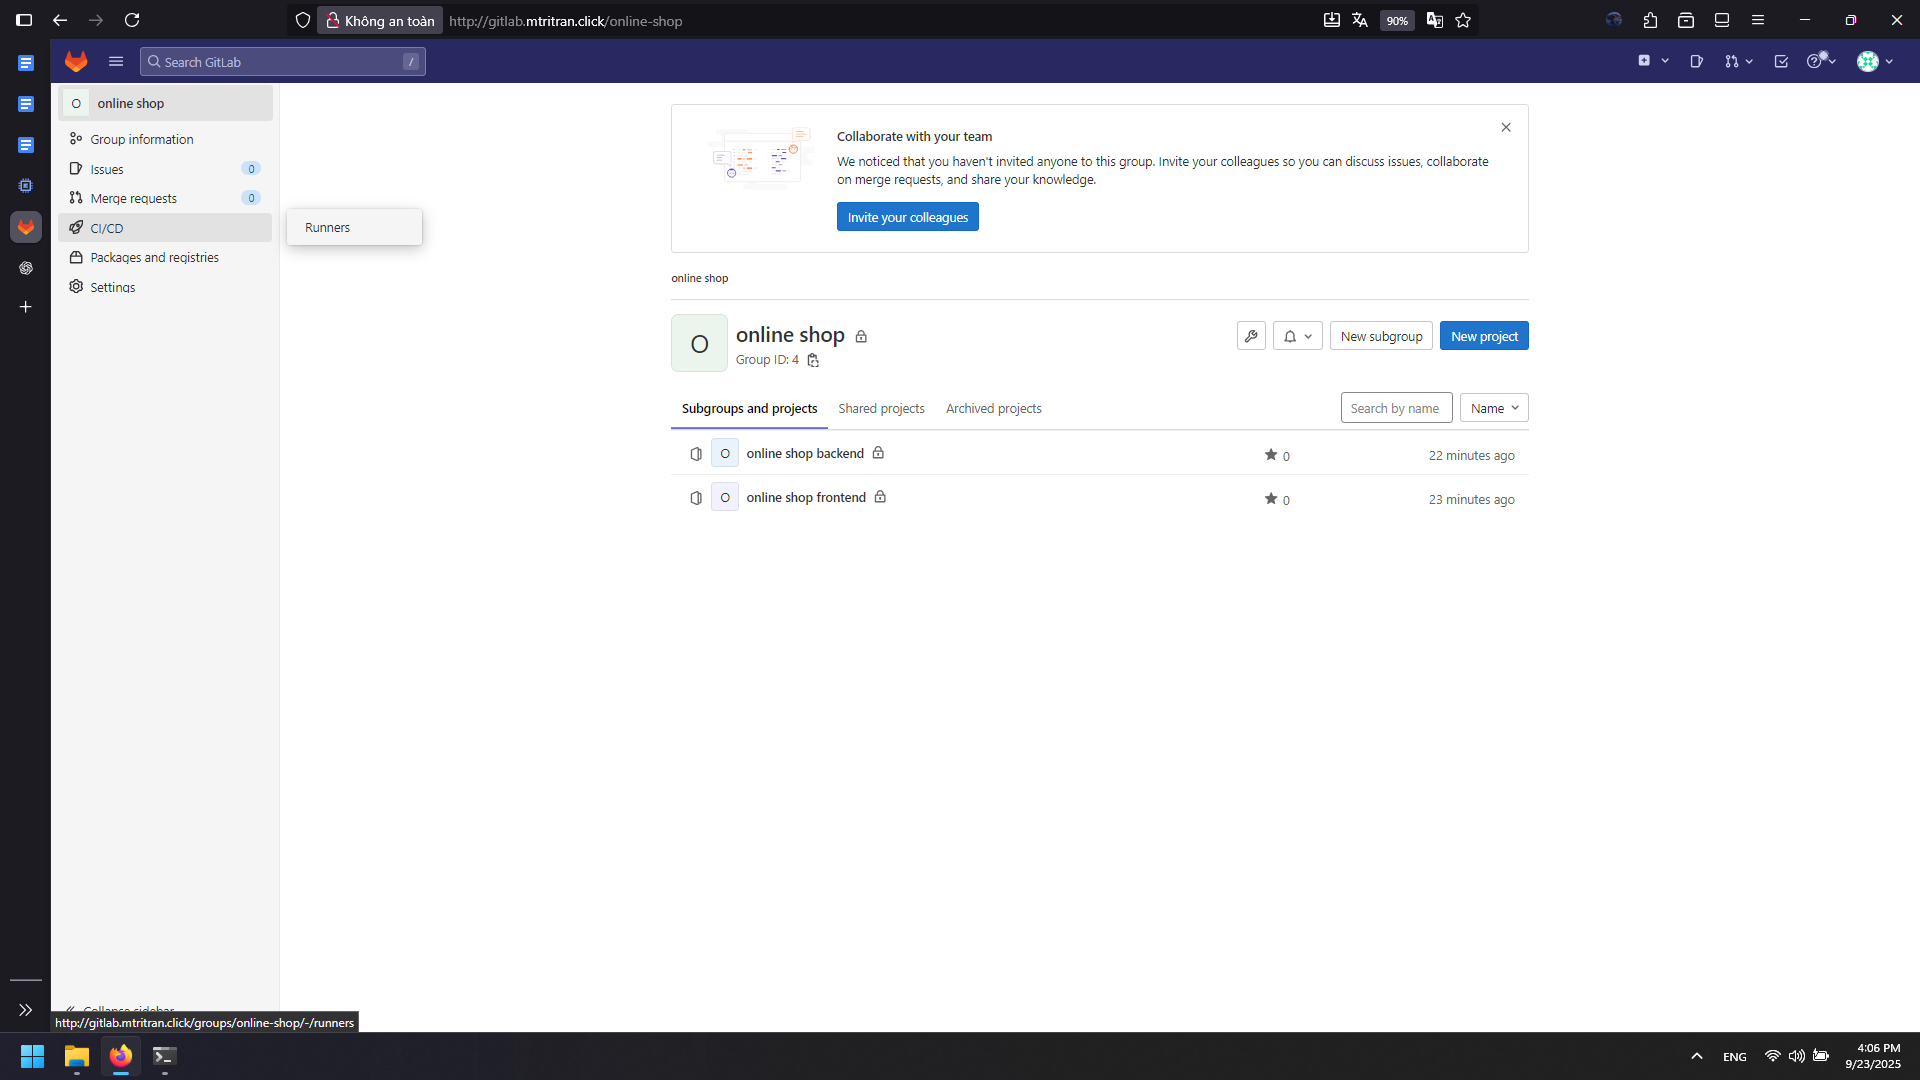 Không an toàn
http://gitlab.mtritran.click/online-shop
90%
Search GitLab
/
O
online shop
Group information
Issues
0
Merge requests
0
CI/CD
Runners
Packages and registries
Settings
Collapse sidebar
Collaborate with your team
We noticed that you haven't invited anyone to this group. Invite your colleagues so you can discuss issues, collaborate
on merge requests, and share your knowledge.
Invite your colleagues
online shop
O
online shop
Group ID: 4
New subgroup
New project
Subgroups and projects
Shared projects
Archived projects
Search by name
Name
O
online shop backend
0
22 minutes ago
O
online shop frontend
0
23 minutes ago
http://gitlab.mtritran.click/groups/online-shop/-/runners
ENG
4:06 PM
9/23/2025